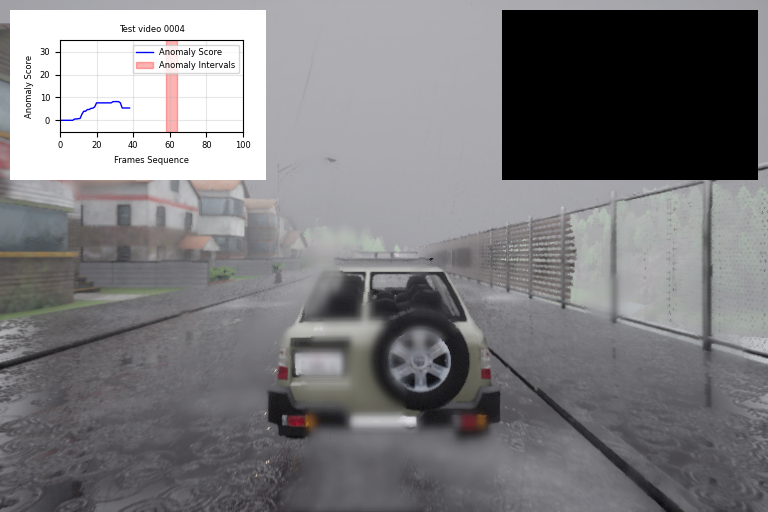 Test video 0004
Anomaly Score
Anomaly Intervals
Anomaly Score
30
20
10
0
0 20 40 60 80 100
Frames Sequence